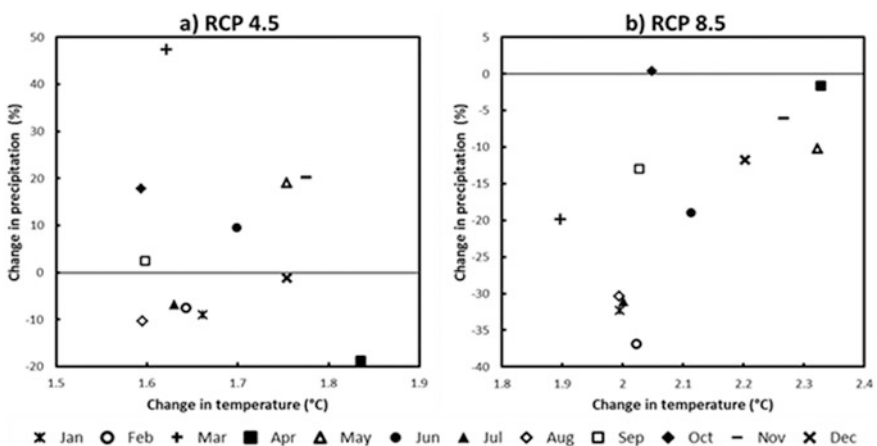 a) RCP 4.5
Change in precipitation (%)
50
40
30
20
10
0
-10
-20
1.5 1.6 1.7 1.8 1.9
Change in temperature (°C)
b) RCP 8.5
Change in precipitation (%)
5
0
-5
-10
-15
-20
-25
-30
-35
-40
1.8 1.9 2 2.1 2.2 2.3 2.4
Change in temperature (°C)
Jan Feb Mar Apr May Jun Jul Aug Sep Oct Nov Dec